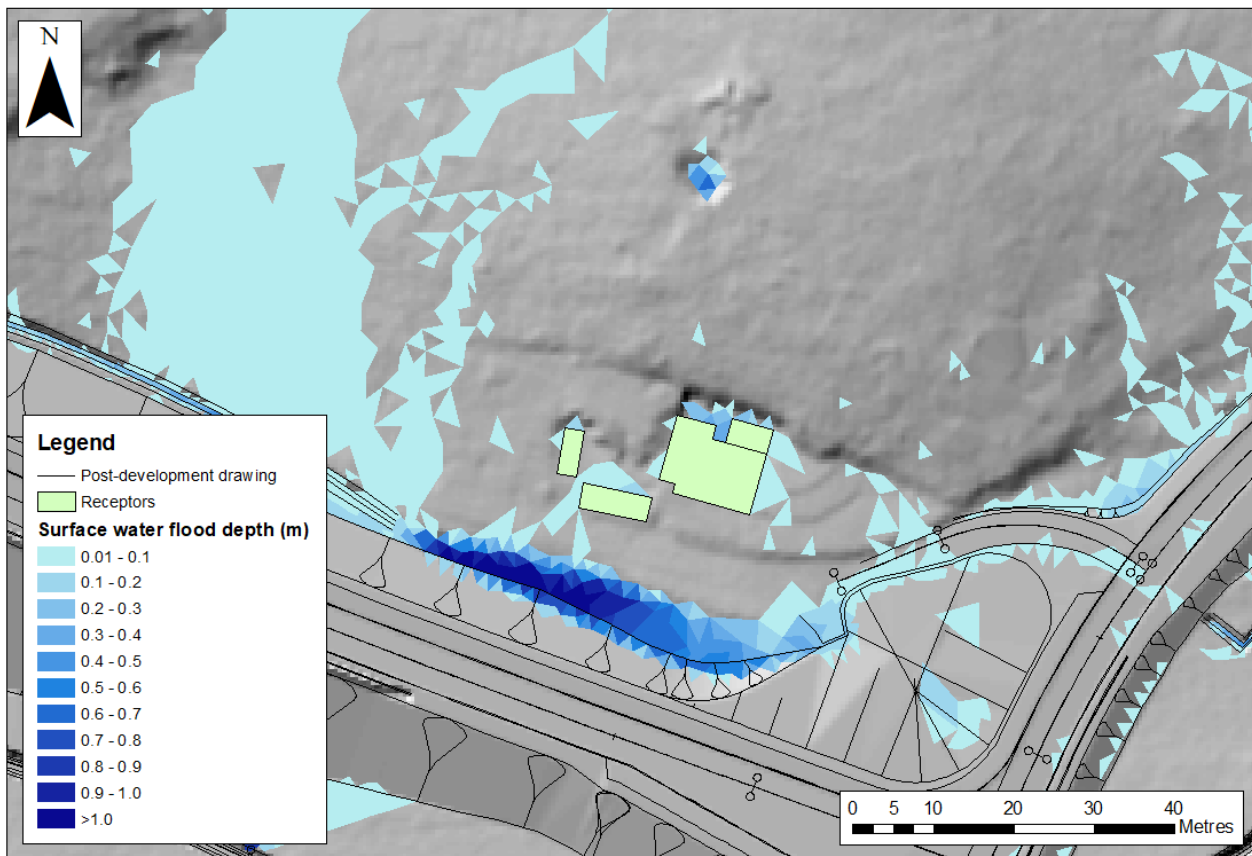 N
Legend
Post-development drawing
Receptors
Surface water flood depth (m)
0.01 - 0.1
0.1 - 0.2
0.2 - 0.3
0.3 - 0.4
0.4 - 0.5
0.5 - 0.6
0.6 - 0.7
0.7 - 0.8
0.8 - 0.9
0.9 - 1.0
>1.0
0 5 10 20 30 40
Metres